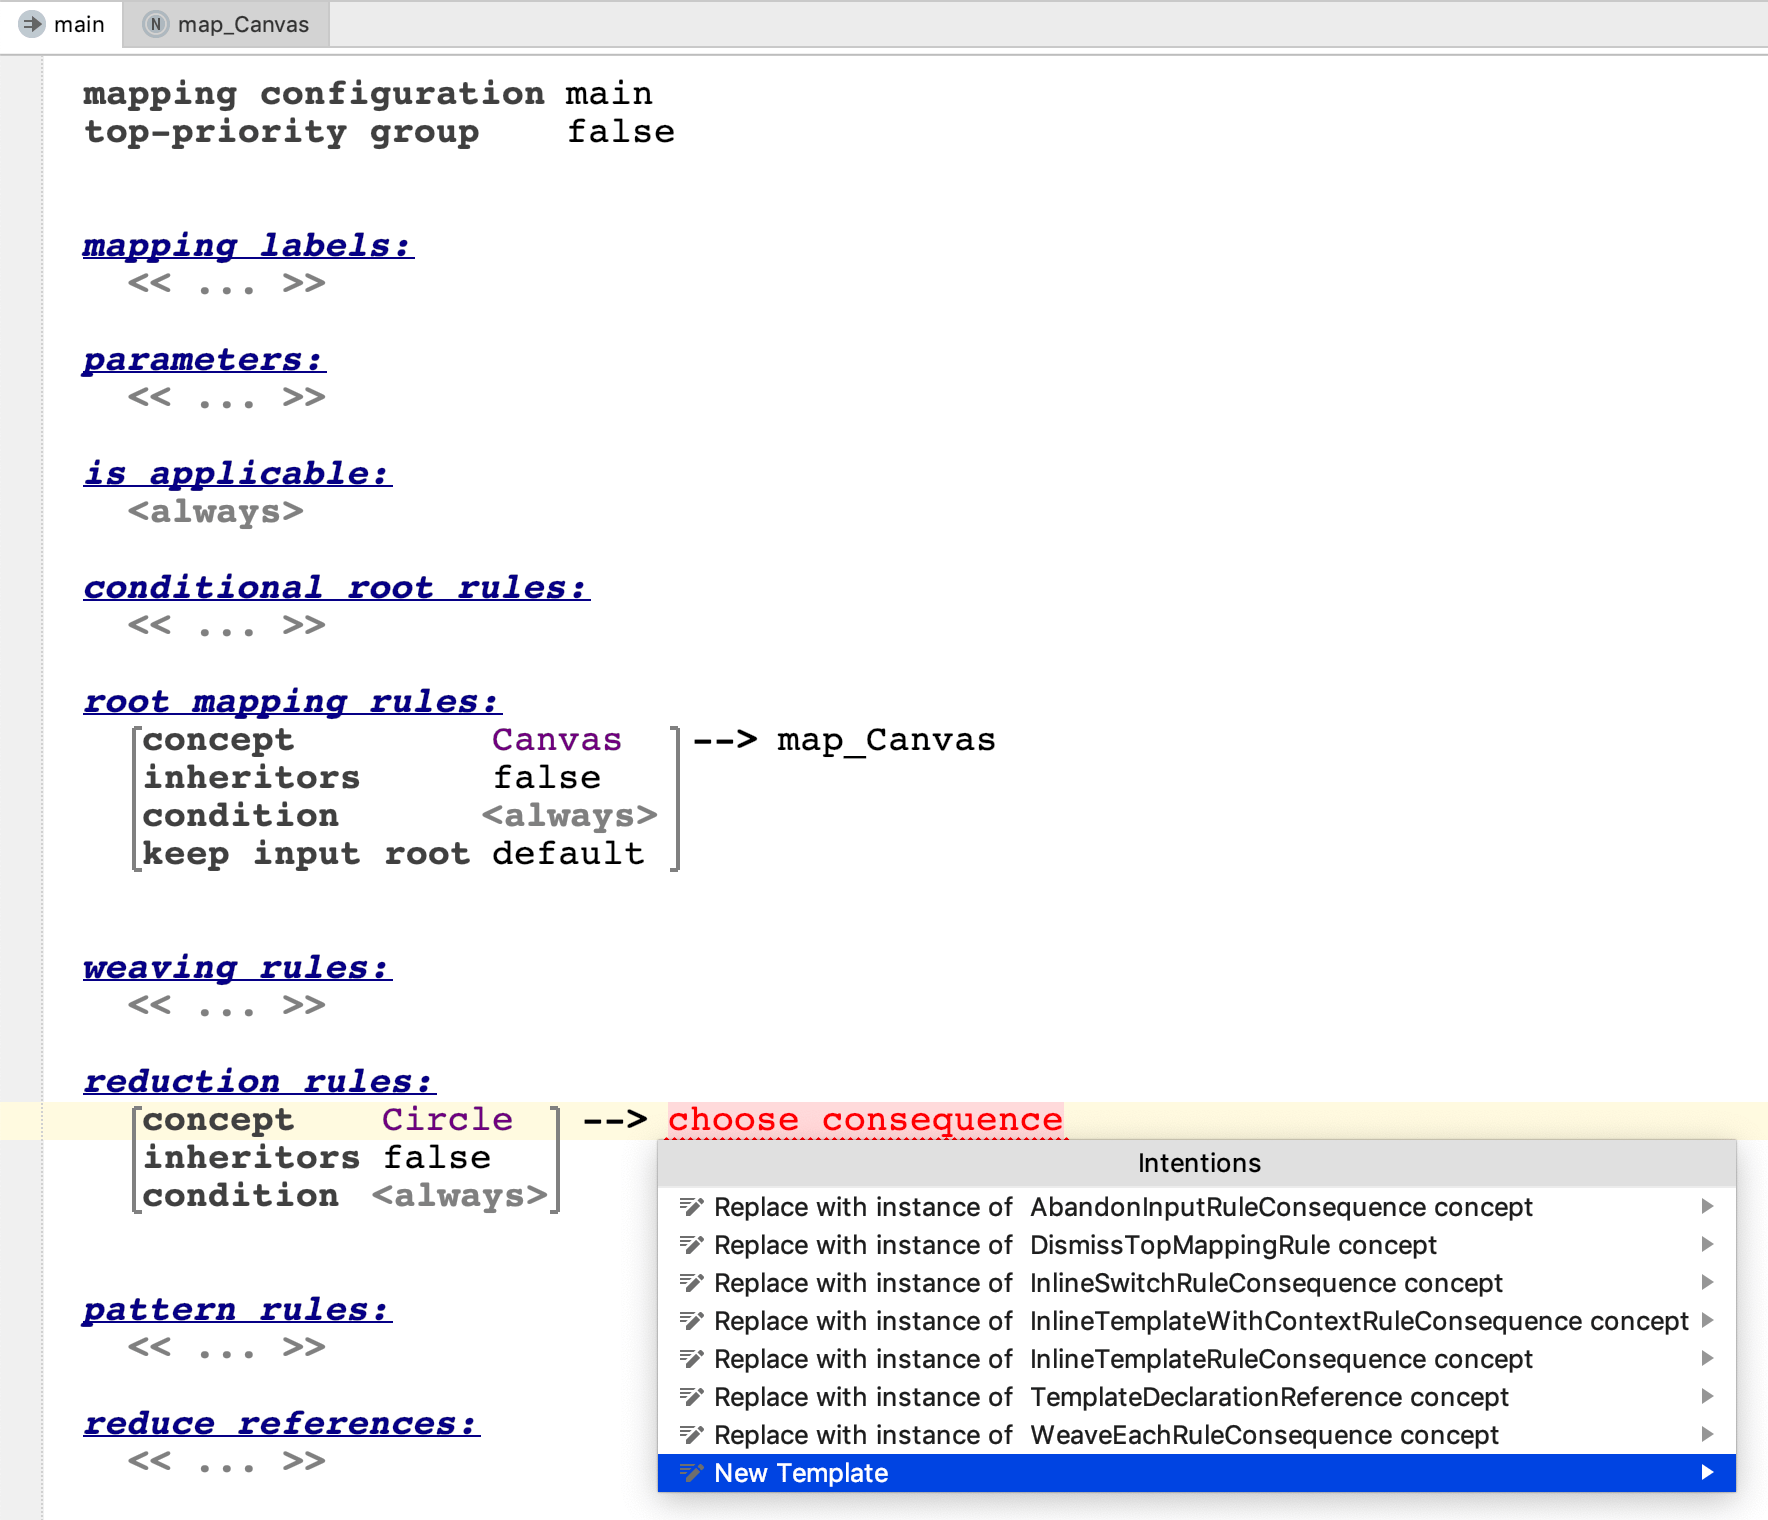 main map_Canvas
mapping configuration main
top-priority group false
mapping labels:
<< ... >>
parameters:
<< ... >>
is applicable:
<always>
conditional root rules:
<< ... >>
root mapping rules:
concept Canvas --> map_Canvas
inheritors false
condition <always>
keep input root default
weaving rules:
<< ... >>
reduction rules:
concept Circle --> choose consequence
inheritors false
condition <always>
pattern rules:
<< ... >>
reduce references:
<< ... >>
Intentions
Replace with instance of AbandonInputRuleConsequence concept
Replace with instance of DismissTopMappingRule concept
Replace with instance of InlineSwitchRuleConsequence concept
Replace with instance of InlineTemplateWithContextRuleConsequence concept
Replace with instance of InlineTemplateRuleConsequence concept
Replace with instance of TemplateDeclarationReference concept
Replace with instance of WeaveEachRuleConsequence concept
New Template